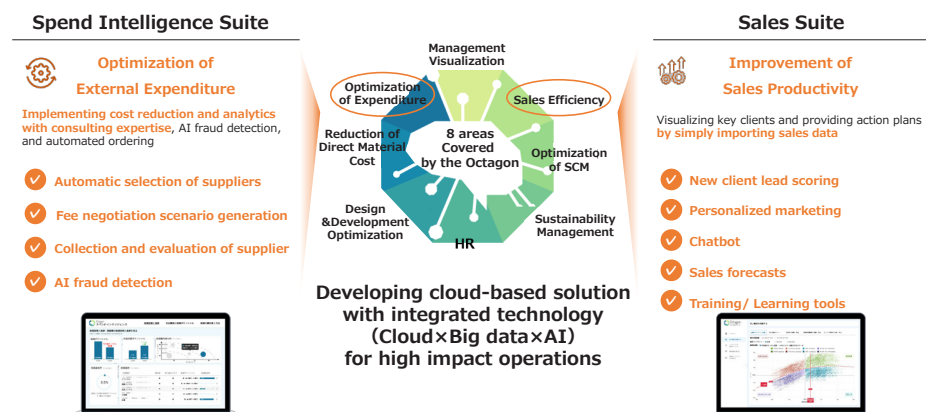 Spend Intelligence Suite
Optimization of
External Expenditure
Implementing cost reduction and analytics
with consulting expertise, AI fraud detection,
and automated ordering
Automatic selection of suppliers
Fee negotiation scenario generation
Collection and evaluation of supplier
AI fraud detection
Management
Visualization
Optimization
of Expenditure
Sales Efficiency
Reduction of
Direct Material
Cost
8 areas
Covered
by the Octagon
Optimization
of SCM
Design
&Development
Optimization
HR
Sustainability
Management
Developing cloud-based solution
with integrated technology
(Cloud×Big data×AI)
for high impact operations
Sales Suite
Improvement of
Sales Productivity
Visualizing key clients and providing action plans
by simply importing sales data
New client lead scoring
Personalized marketing
Chatbot
Sales forecasts
Training/ Learning tools